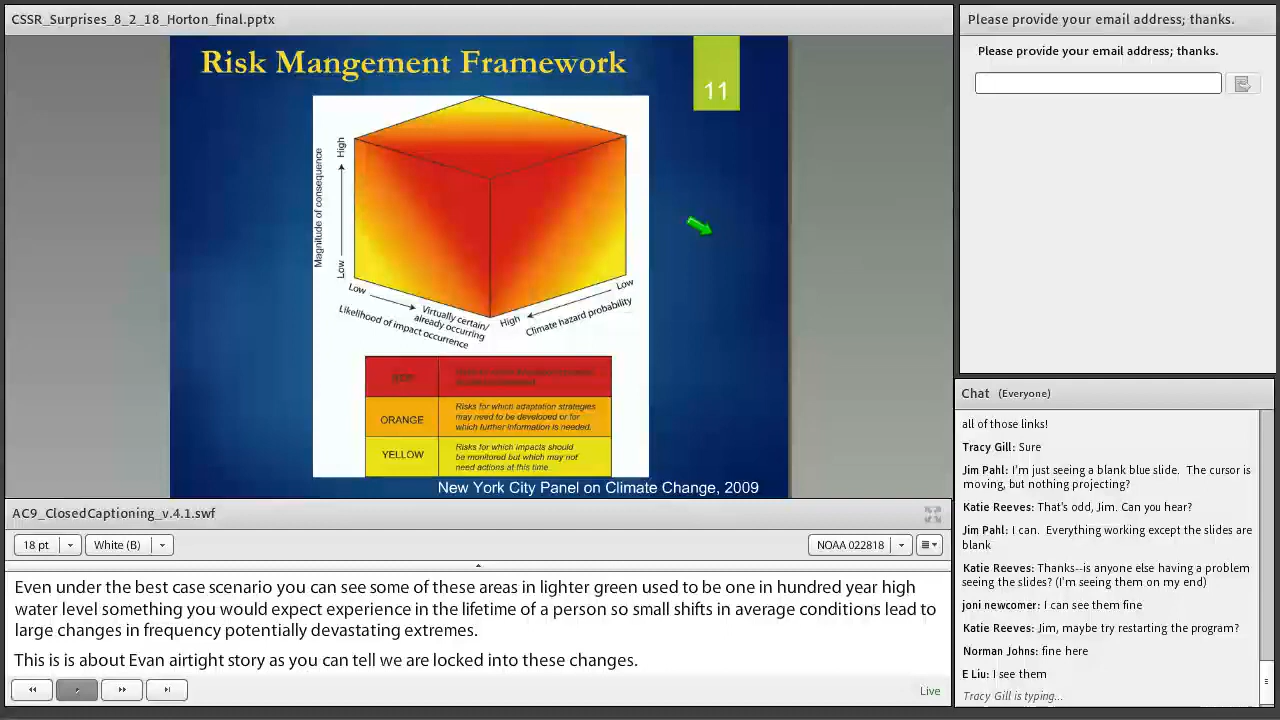 CSSR_Surprises_8_2_18_Horton_final.pptx
Risk Mangement Framework
11
Magnitude of consequence
High
Low
Low
Virtually certain/
already occurring
Likelihood of impact occurrence
High
Low
Climate hazard probability
ORANGE
Risks for which adaptation strategies
may need to be developed or for
which further information is needed.
YELLOW
Risks for which impacts should
be monitored but which may not
need actions at this time.
New York City Panel on Climate Change, 2009
AC9_ClosedCaptioning_v.4.1.swf
18 pt
White (B)
NOAA 022818
Even under the best case scenario you can see some of these areas in lighter green used to be one in hundred year high
water level something you would expect experience in the lifetime of a person so small shifts in average conditions lead to
large changes in frequency potentially devastating extremes.
This is is about Evan airtight story as you can tell we are locked into these changes.
Live
Please provide your email address; thanks.
Please provide your email address; thanks.
Chat (Everyone)
all of those links!
Tracy Gill: Sure
Jim Pahl: I'm just seeing a blank blue slide. The cursor is
moving, but nothing projecting?
Katie Reeves: That's odd, Jim. Can you hear?
Jim Pahl: I can. Everything working except the slides are
blank
Katie Reeves: Thanks--is anyone else having a problem
seeing the slides? (I'm seeing them on my end)
joni newcomer: I can see them fine
Katie Reeves: Jim, maybe try restarting the program?
Norman Johns: fine here
E Liu: I see them
Tracy Gill is typing...